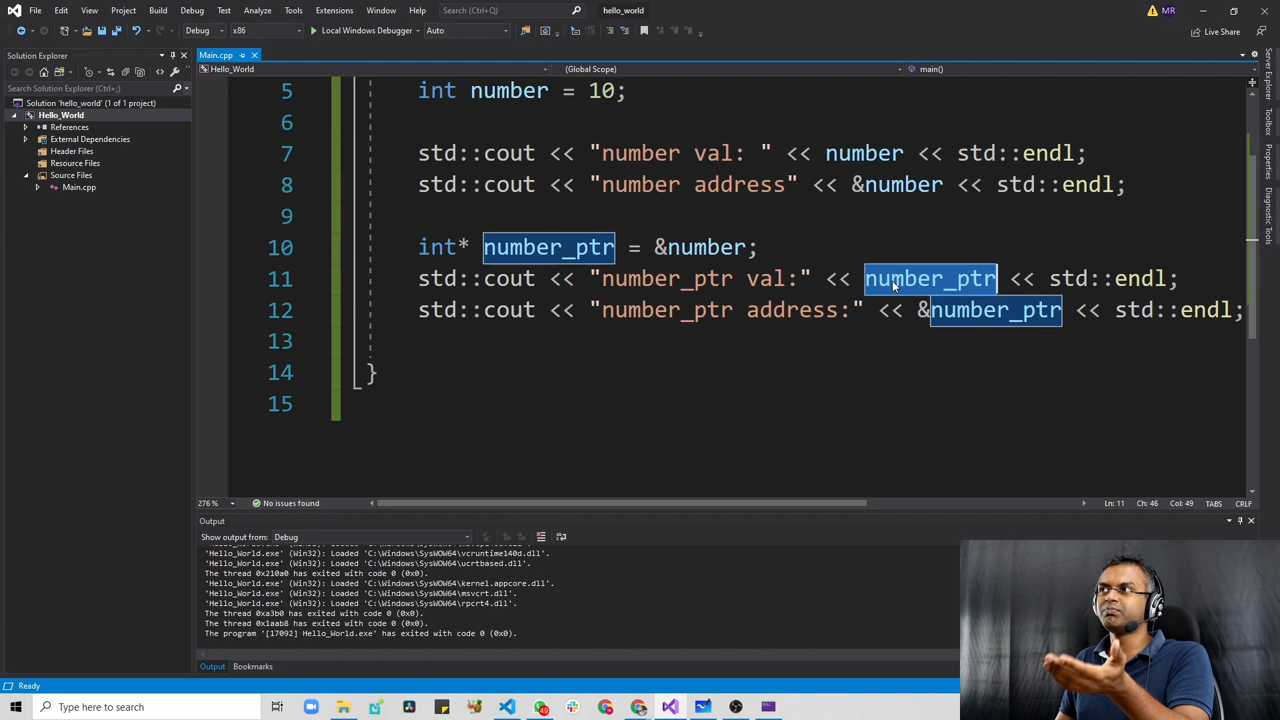 File Edit View Git Project Build Debug Test Analyze Tools Extensions Window Help Search (Ctrl+Q) hello_world MR
Debug x86 Local Windows Debugger Auto Live Share
Solution Explorer
Search Solution Explorer (Ctrl+;)
Solution 'hello_world' (1 of 1 project)
Hello_World
References
External Dependencies
Header Files
Resource Files
Source Files
Main.cpp
Main.cpp
Hello_World (Global Scope) main()
5 int number = 10;
6
7 std::cout << "number val: " << number << std::endl;
8 std::cout << "number address" << &number << std::endl;
9
10 int* number_ptr = &number;
11 std::cout << "number_ptr val:" << number_ptr << std::endl;
12 std::cout << "number_ptr address:" << &number_ptr << std::endl;
13
14 }
15
276 % No issues found Ln: 11 Ch: 46 Col: 49 TABS CRLF
Output
Show output from: Debug
'Hello_World.exe' (Win32): Loaded 'C:\Windows\SysWOW64\vcruntime140d.dll'.
'Hello_World.exe' (Win32): Loaded 'C:\Windows\SysWOW64\ucrtbased.dll'.
The thread 0x210a0 has exited with code 0 (0x0).
'Hello_World.exe' (Win32): Loaded 'C:\Windows\SysWOW64\kernel.appcore.dll'.
'Hello_World.exe' (Win32): Loaded 'C:\Windows\SysWOW64\msvcrt.dll'.
'Hello_World.exe' (Win32): Loaded 'C:\Windows\SysWOW64\rpcrt4.dll'.
The thread 0xa3b0 has exited with code 0 (0x0).
The thread 0x1aab8 has exited with code 0 (0x0).
The program '[17092] Hello_World.exe' has exited with code 0 (0x0).
Output Bookmarks
Ready
Type here to search
Server Explorer
Toolbox
Properties
Diagnostic Tools